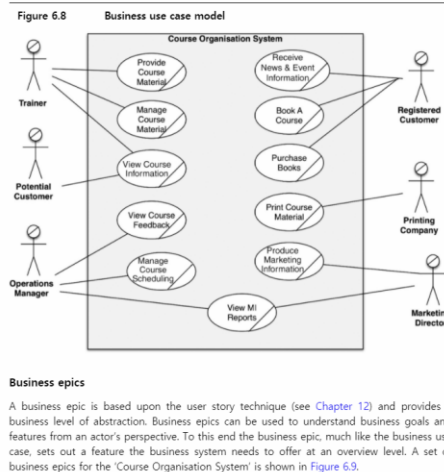 Figure 6.8 Business use case model
Course Organisation System
Provide
Course
Material
Receive
News & Event
Information
Trainer
Registered
Customer
Manage
Course
Material
Book A
Course
View Course
Information
Purchase
Books
Potential
Customer
Print Course
Material
Printing
Company
View Course
Feedback
Manage
Course
Scheduling
Produce
Marketing
Information
Operations
Manager
View MI
Reports
Marketin
Directo
Business epics
A business epic is based upon the user story technique (see Chapter 12) and provides
business level of abstraction. Business epics can be used to understand business goals an
features from an actor's perspective. To this end the business epic, much like the business us
case, sets out a feature the business system needs to offer at an overview level. A set
business epics for the 'Course Organisation System' is shown in Figure 6.9.